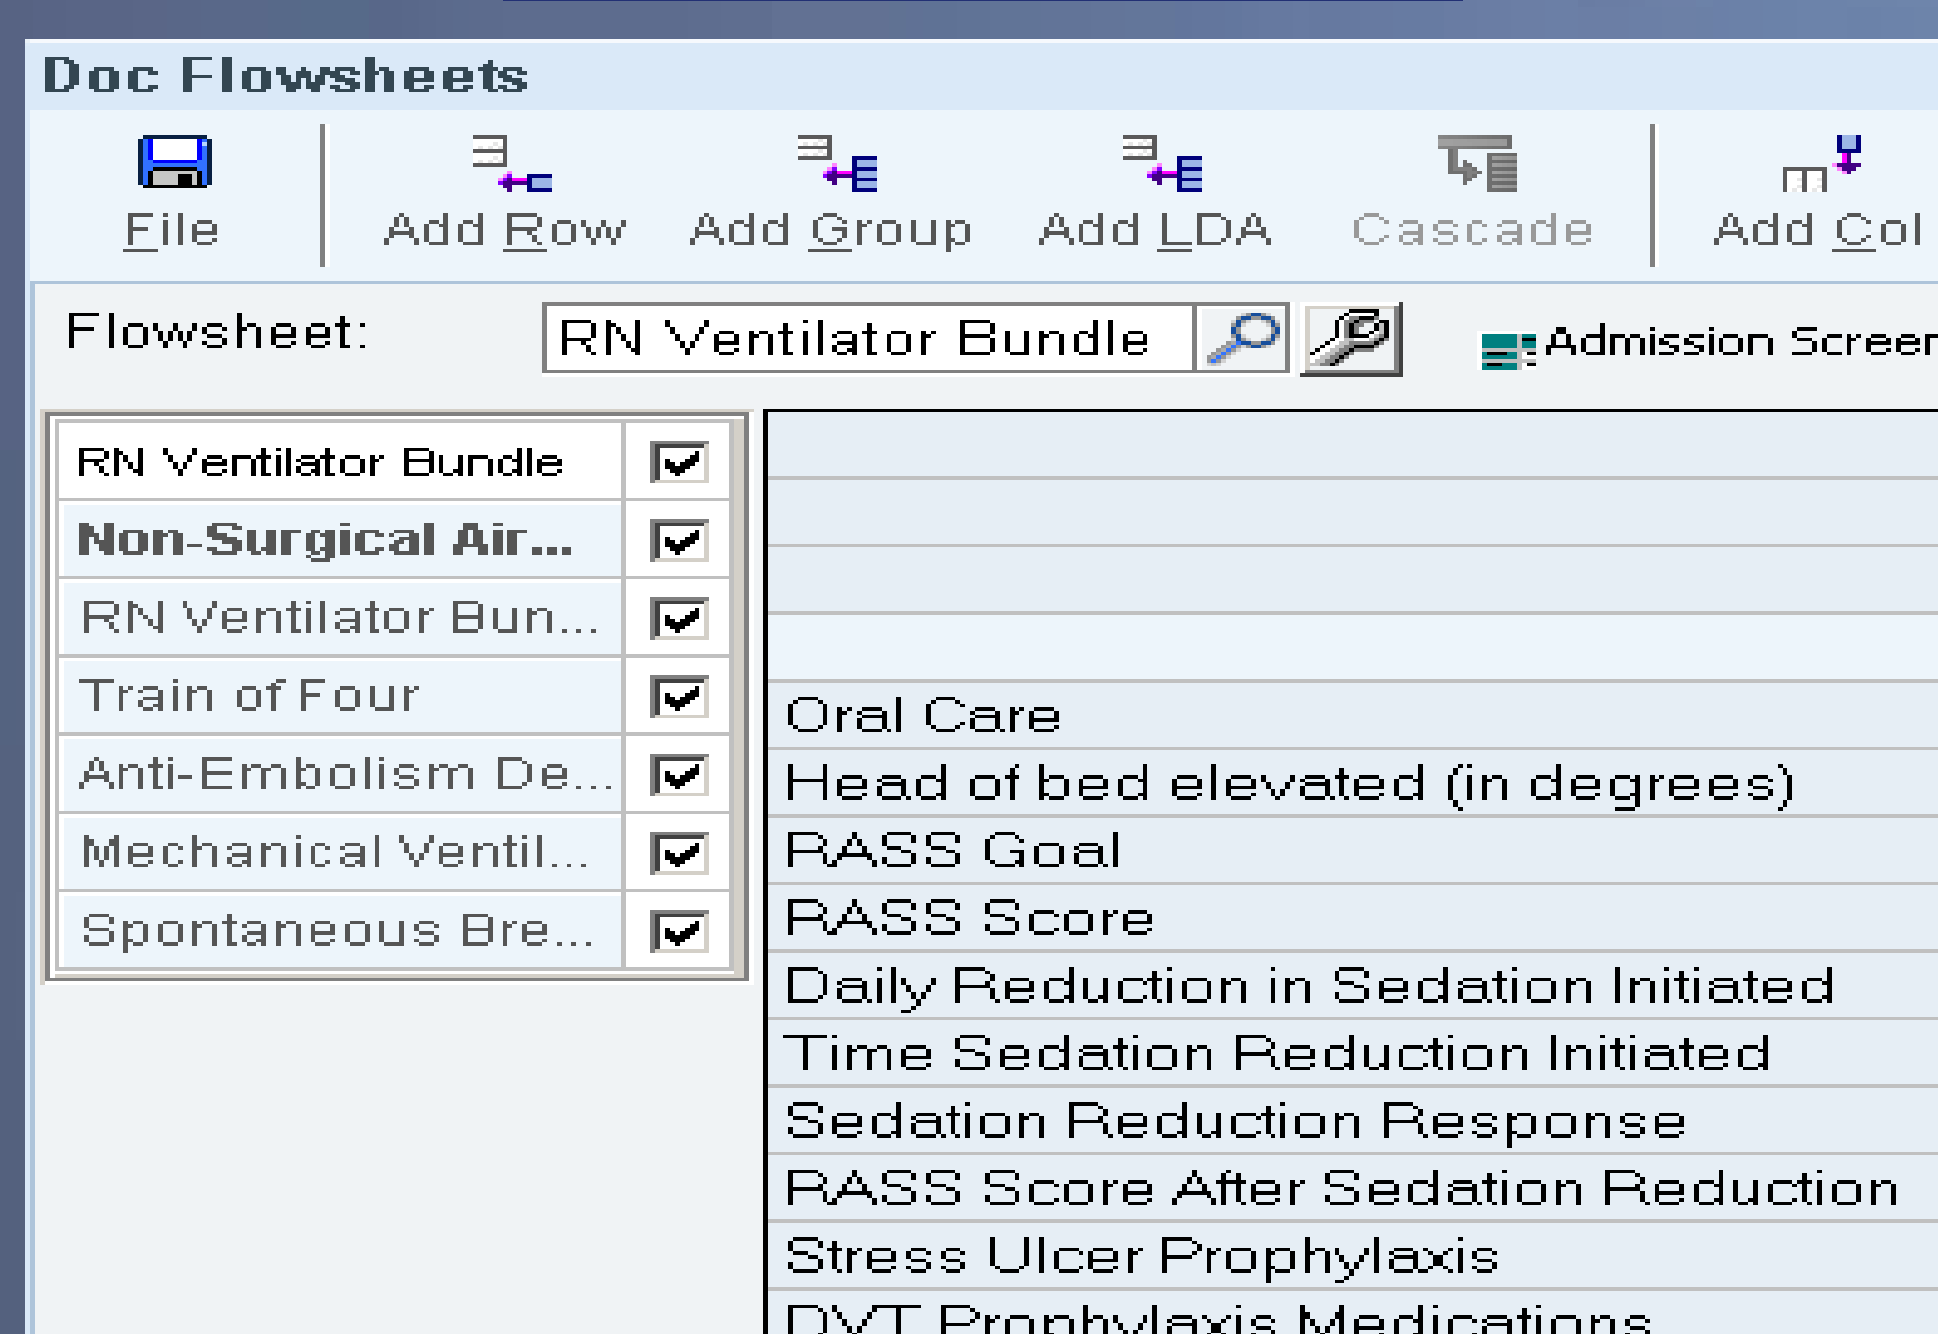 Doc Flowsheets
File Add Row Add Group Add LDA Cascade Add Col
Flowsheet: RN Ventilator Bundle Admission Screen
RN Ventilator Bundle
Non-Surgical Air...
RN Ventilator Bun...
Train of Four
Anti-Embolism De...
Mechanical Ventil...
Spontaneous Bre...
Oral Care
Head of bed elevated (in degrees)
RASS Goal
RASS Score
Daily Reduction in Sedation Initiated
Time Sedation Reduction Initiated
Sedation Reduction Response
RASS Score After Sedation Reduction
Stress Ulcer Prophylaxis
DVT Prophylaxis Medications